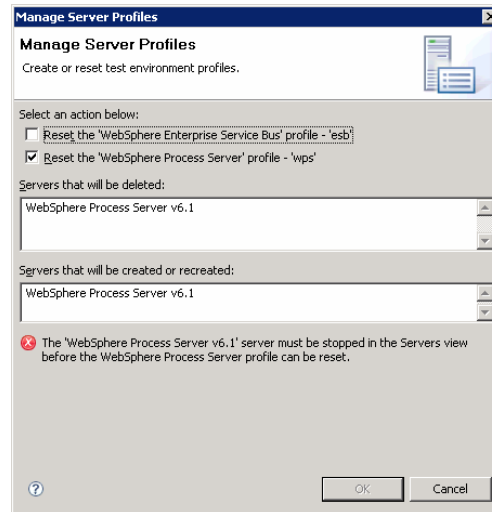 Manage Server Profiles
Manage Server Profiles
Create or reset test environment profiles.
Select an action below:
Reset the 'WebSphere Enterprise Service Bus' profile - 'esb'
Reset the 'WebSphere Process Server' profile - 'wps'
Servers that will be deleted:
WebSphere Process Server v6.1
Servers that will be created or recreated:
WebSphere Process Server v6.1
The 'WebSphere Process Server v6.1' server must be stopped in the Servers view
before the WebSphere Process Server profile can be reset.
? OK Cancel